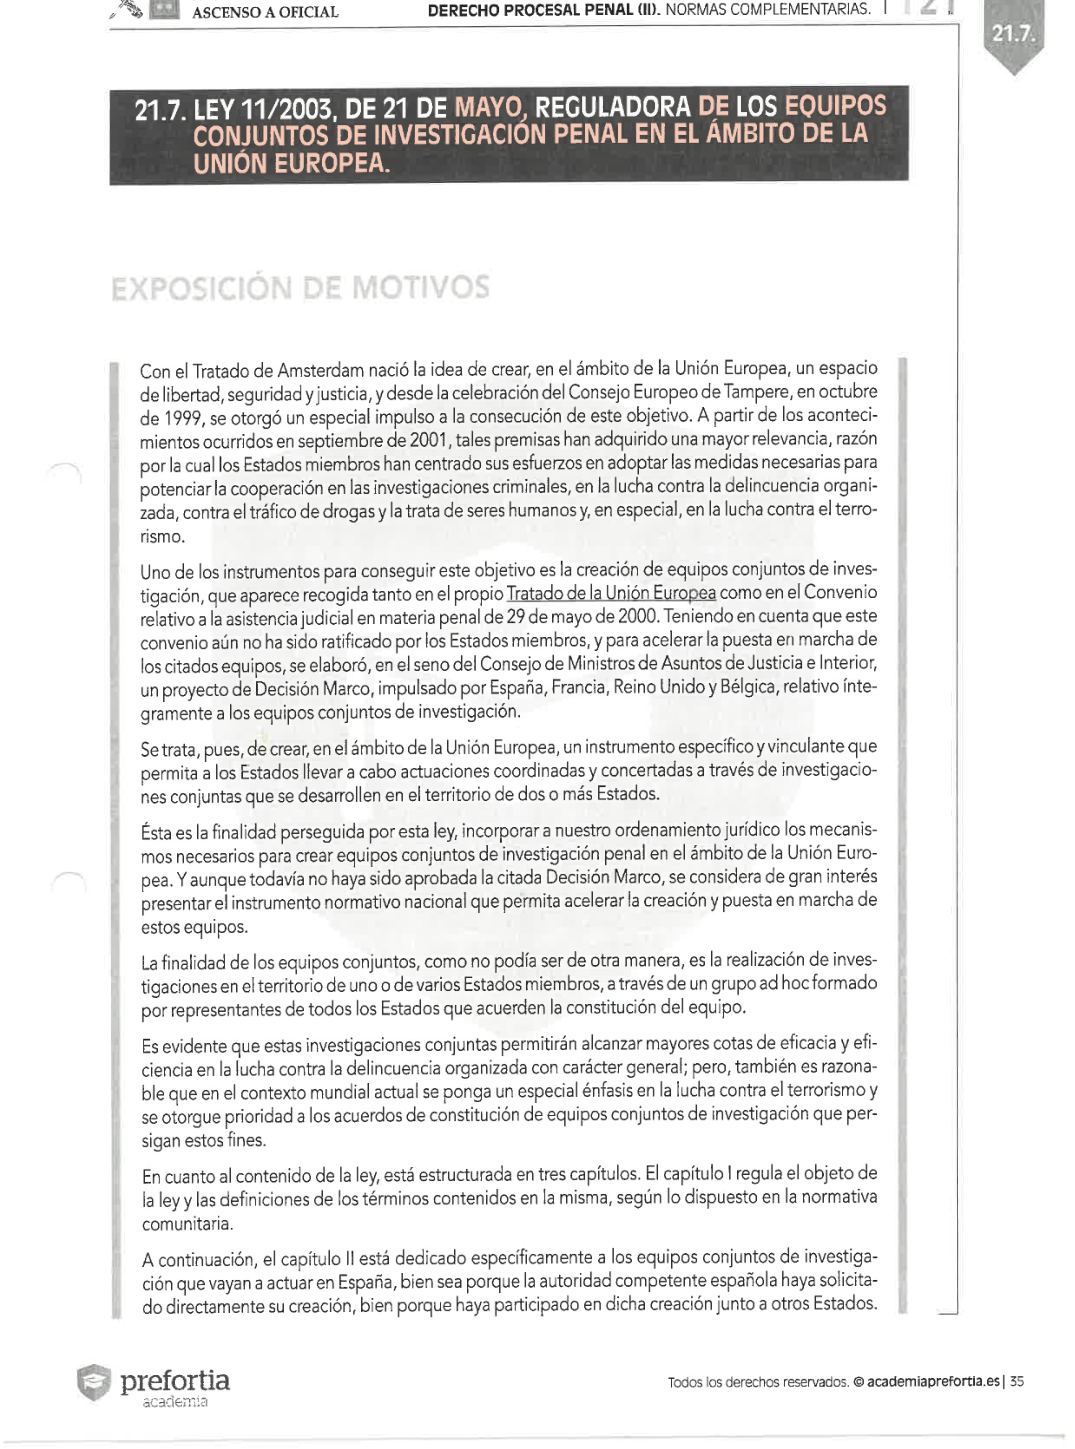 ASCENSO A OFICIAL
DERECHO PROCESAL PENAL (II). NORMAS COMPLEMENTARIAS.
21.7.
21.7. LEY 11/2003, DE 21 DE MAYO, REGULADORA DE LOS EQUIPOS
CONJUNTOS DE INVESTIGACIÓN PENAL EN EL ÁMBITO DE LA
UNIÓN EUROPEA.
EXPOSICIÓN DE MOTIVOS
Con el Tratado de Amsterdam nació la idea de crear, en el ámbito de la Unión Europea, un espacio
de libertad, seguridad y justicia, y desde la celebración del Consejo Europeo de Tampere, en octubre
de 1999, se otorgó un especial impulso a la consecución de este objetivo. A partir de los aconteci-
mientos ocurridos en septiembre de 2001, tales premisas han adquirido una mayor relevancia, razón
por la cual los Estados miembros han centrado sus esfuerzos en adoptar las medidas necesarias para
potenciar la cooperación en las investigaciones criminales, en la lucha contra la delincuencia organi-
zada, contra el tráfico de drogas y la trata de seres humanos y, en especial, en la lucha contra el terro-
rismo.
Uno de los instrumentos para conseguir este objetivo es la creación de equipos conjuntos de inves-
tigación, que aparece recogida tanto en el propio Tratado de la Unión Europea como en el Convenio
relativo a la asistencia judicial en materia penal de 29 de mayo de 2000. Teniendo en cuenta que este
convenio aún no ha sido ratificado por los Estados miembros, y para acelerar la puesta en marcha de
los citados equipos, se elaboró, en el seno del Consejo de Ministros de Asuntos de Justicia e Interior,
un proyecto de Decisión Marco, impulsado por España, Francia, Reino Unido y Bélgica, relativo ínte-
gramente a los equipos conjuntos de investigación.
Se trata, pues, de crear, en el ámbito de la Unión Europea, un instrumento específico y vinculante que
permita a los Estados llevar a cabo actuaciones coordinadas y concertadas a través de investigacio-
nes conjuntas que se desarrollen en el territorio de dos o más Estados.
Ésta es la finalidad perseguida por esta ley, incorporar a nuestro ordenamiento jurídico los mecanis-
mos necesarios para crear equipos conjuntos de investigación penal en el ámbito de la Unión Euro-
pea. Y aunque todavía no haya sido aprobada la citada Decisión Marco, se considera de gran interés
presentar el instrumento normativo nacional que permita acelerar la creación y puesta en marcha de
estos equipos.
La finalidad de los equipos conjuntos, como no podía ser de otra manera, es la realización de inves-
tigaciones en el territorio de uno o de varios Estados miembros, a través de un grupo ad hoc formado
por representantes de todos los Estados que acuerden la constitución del equipo.
Es evidente que estas investigaciones conjuntas permitirán alcanzar mayores cotas de eficacia y efi-
ciencia en la lucha contra la delincuencia organizada con carácter general; pero, también es razona-
ble que en el contexto mundial actual se ponga un especial énfasis en la lucha contra el terrorismo y
se otorgue prioridad a los acuerdos de constitución de equipos conjuntos de investigación que per-
sigan estos fines.
En cuanto al contenido de la ley, está estructurada en tres capítulos. El capítulo I regula el objeto de
la ley y las definiciones de los términos contenidos en la misma, según lo dispuesto en la normativa
comunitaria.
A continuación, el capítulo II está dedicado específicamente a los equipos conjuntos de investiga-
ción que vayan a actuar en España, bien sea porque la autoridad competente española haya solicita-
do directamente su creación, bien porque haya participado en dicha creación junto a otros Estados.
prefortia
academia
Todos los derechos reservados. © academiaprefortia.es | 35